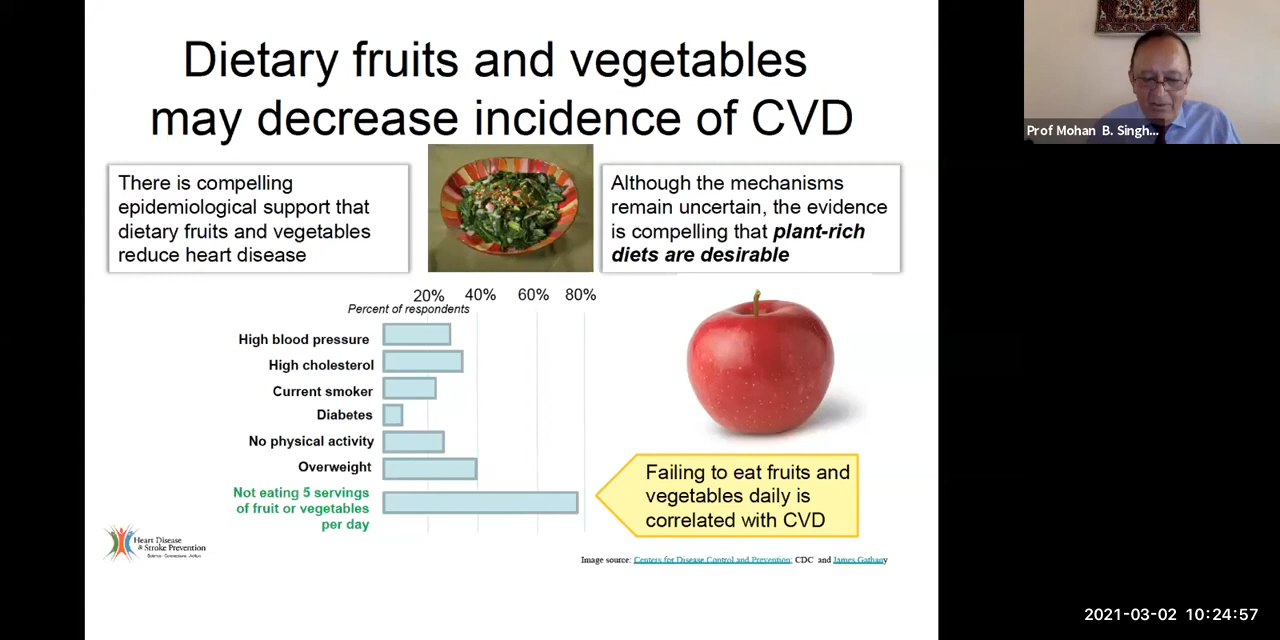 Dietary fruits and vegetables
may decrease incidence of CVD
There is compelling
epidemiological support that
dietary fruits and vegetables
reduce heart disease
Although the mechanisms
remain uncertain, the evidence
is compelling that plant-rich
diets are desirable
20% 40% 60% 80%
Percent of respondents
High blood pressure
High cholesterol
Current smoker
Diabetes
No physical activity
Overweight
Not eating 5 servings
of fruit or vegetables
per day
Failing to eat fruits and
vegetables daily is
correlated with CVD
Heart Disease
& Stroke Prevention
Image source: Centers for Disease Control and Prevention; CDC and James Gathany
Prof Mohan B. Singh...
2021-03-02 10:24:57